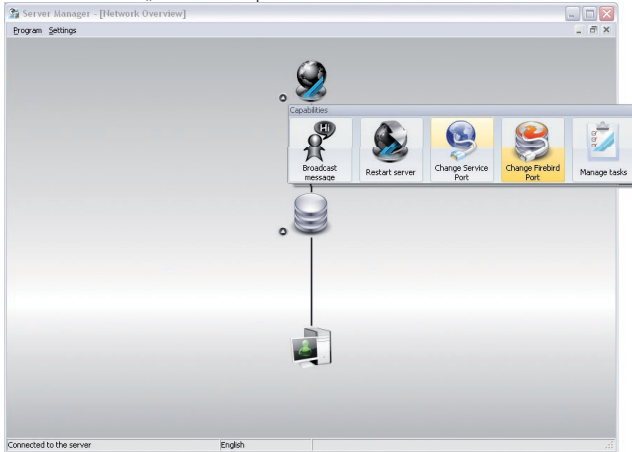 Server Manager - [Network Overview]
Program Settings
Capabilities
Hi
Broadcast message
Restart server
Change Service Port
Change Firebird Port
Manage tasks
Connected to the server
English